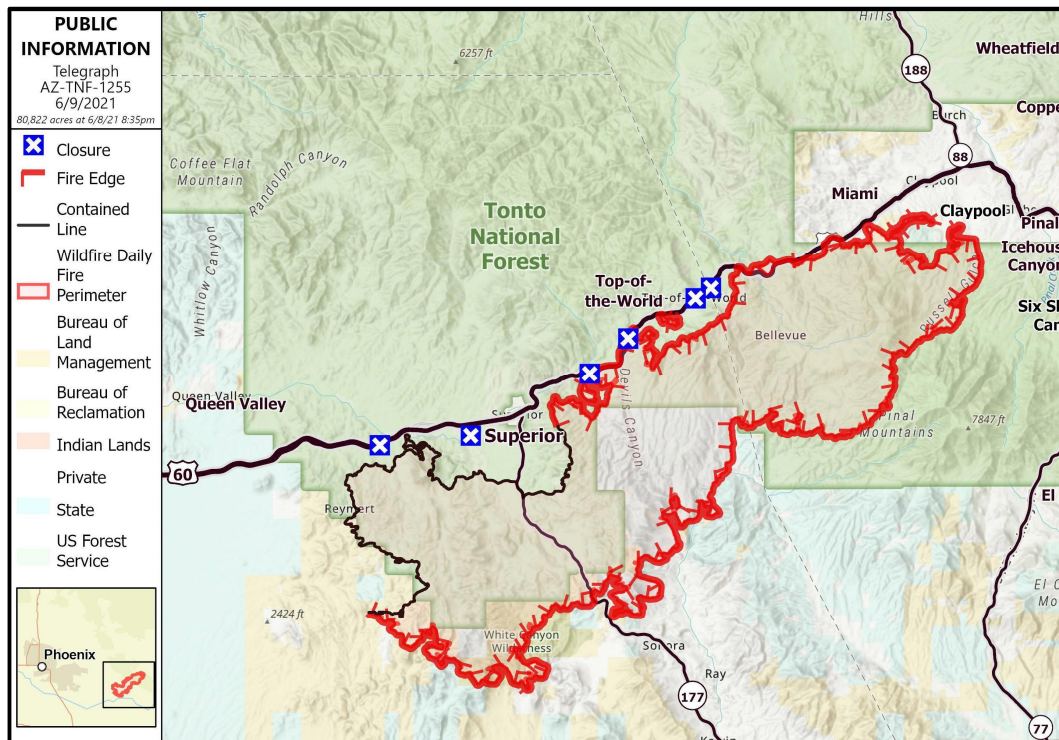 PUBLIC
INFORMATION
Telegraph
AZ-TNF-1255
6/9/2021
80,822 acres at 6/8/21 8:35pm
Closure
Fire Edge
Contained
Line
Wildfire Daily
Fire
Perimeter
Bureau of
Land
Management
Bureau of
Reclamation
Indian Lands
Private
State
US Forest
Service
Phoenix
Hills
6257 ft
Wheatfield
188
Coppe
Burch
88
Coffee Flat
Mountain
Randolph Canyon
Miami
Claypool
Claypool
Pinal
Tonto
National
Forest
Icehous
Canyon
Whitlow Canyon
Top-of-
the-World
Six Sh
Can
Bellevue
Devils Canyon
Queen Valley
Queen Valley
Superior
Pinal
Mountains
7847 ft
60
El
Reymert
2424 ft
White Canyon
Wilderness
Sonora
Ray
177
77